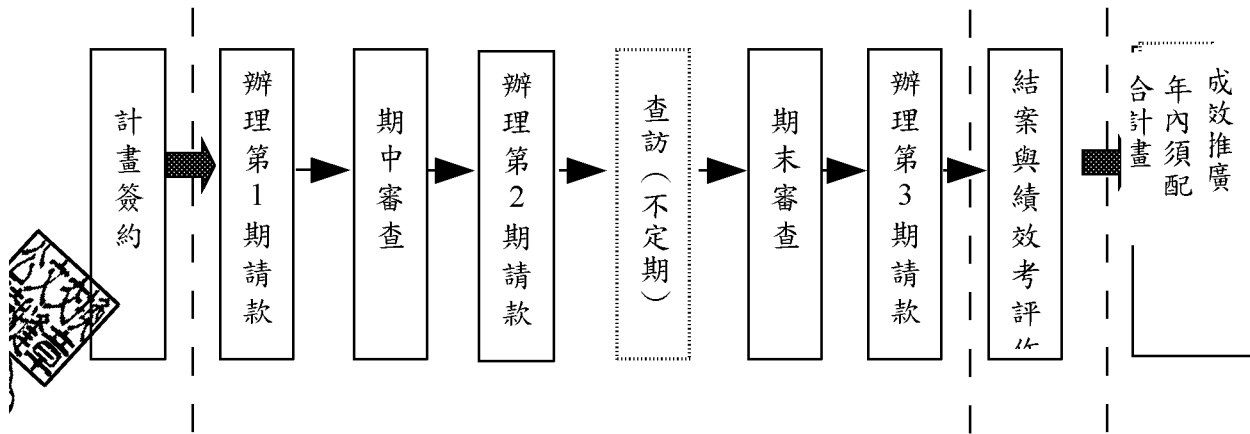 計畫簽約
辦理第1期請款
期中審查
辦理第2期請款
查訪（不定期）
期末審查
辦理第3期請款
結案與績效考評作
成效推廣
年內須配
合計畫